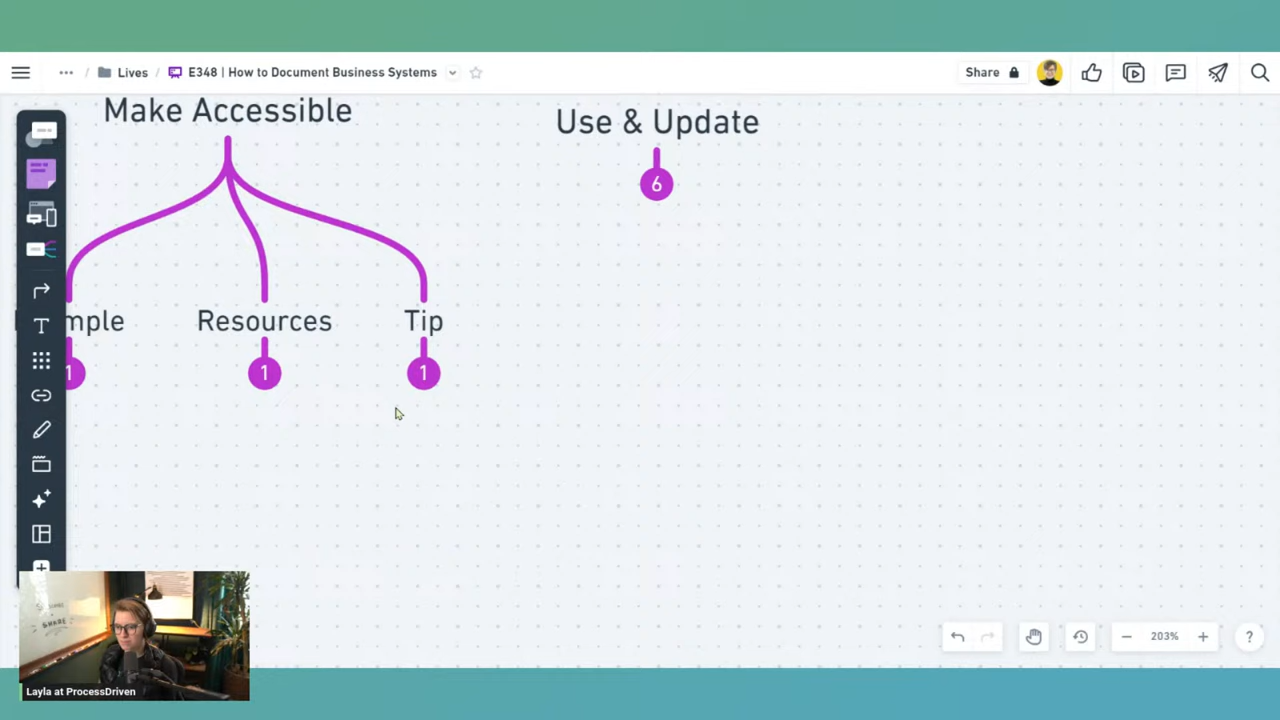 ••• / Lives / E348 | How to Document Business Systems
Share
Make Accessible
Use & Update
6
mple
Resources
Tip
1
1
1
T
203%
?
SHARE
Layla at ProcessDriven